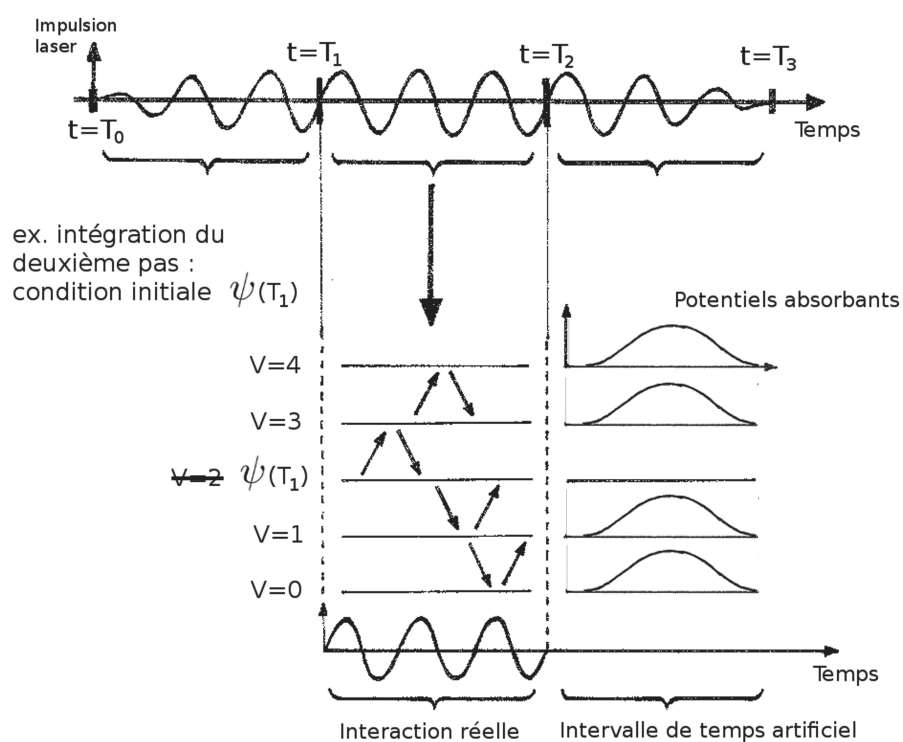 Impulsion
laser
t=T₀
t=T₁
t=T₂
t=T₃
Temps
ex. intégration du
deuxième pas :
condition initiale ψ(T₁)
Potentiels absorbants
V=4
V=3
V=2 ψ(T₁)
V=1
V=0
Temps
Interaction réelle
Intervalle de temps artificiel